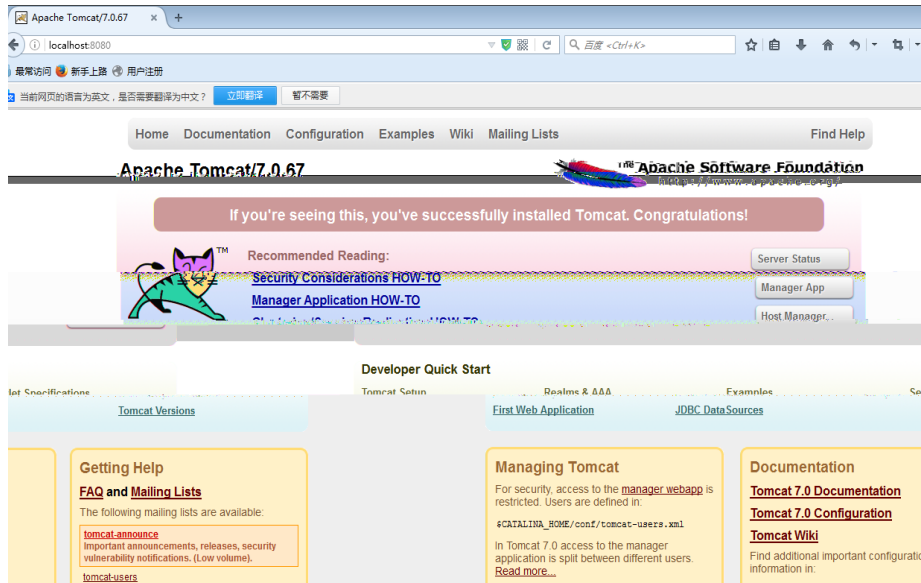 Apache Tomcat/7.0.67
localhost:8080
百度 <Ctrl+K>
最常访问 新手上路 用户注册
当前网页的语言为英文，是否需要翻译为中文？ 立即翻译 暂不需要
Home Documentation Configuration Examples Wiki Mailing Lists Find Help
Apache Tomcat/7.0.67
The Apache Software Foundation
http://www.apache.org/
If you're seeing this, you've successfully installed Tomcat. Congratulations!
TM
Recommended Reading:
Security Considerations HOW-TO
Manager Application HOW-TO
Server Status
Manager App
Host Manager
Developer Quick Start
Tomcat Setup Realms & AAA Examples
First Web Application JDBC DataSources
Tomcat Versions
Getting Help
FAQ and Mailing Lists
The following mailing lists are available:
tomcat-announce
Important announcements, releases, security
vulnerability notifications. (Low volume).
tomcat-users
Managing Tomcat
For security, access to the manager webapp is
restricted. Users are defined in:
$CATALINA_HOME/conf/tomcat-users.xml
In Tomcat 7.0 access to the manager
application is split between different users.
Read more...
Documentation
Tomcat 7.0 Documentation
Tomcat 7.0 Configuration
Tomcat Wiki
Find additional important
information in: